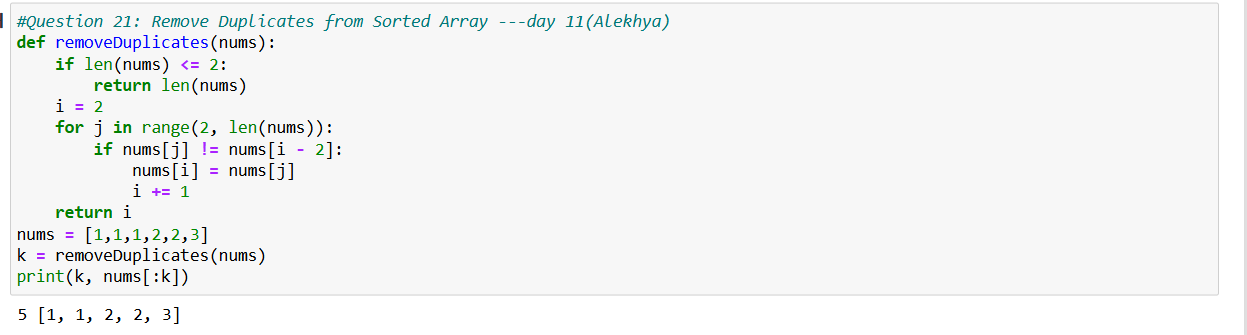 #Question 21: Remove Duplicates from Sorted Array ---day 11(Alekhya)
def removeDuplicates(nums):
    if len(nums) <= 2:
        return len(nums)
    i = 2
    for j in range(2, len(nums)):
        if nums[j] != nums[i - 2]:
            nums[i] = nums[j]
            i += 1
    return i
nums = [1,1,1,2,2,3]
k = removeDuplicates(nums)
print(k, nums[:k])
5 [1, 1, 2, 2, 3]